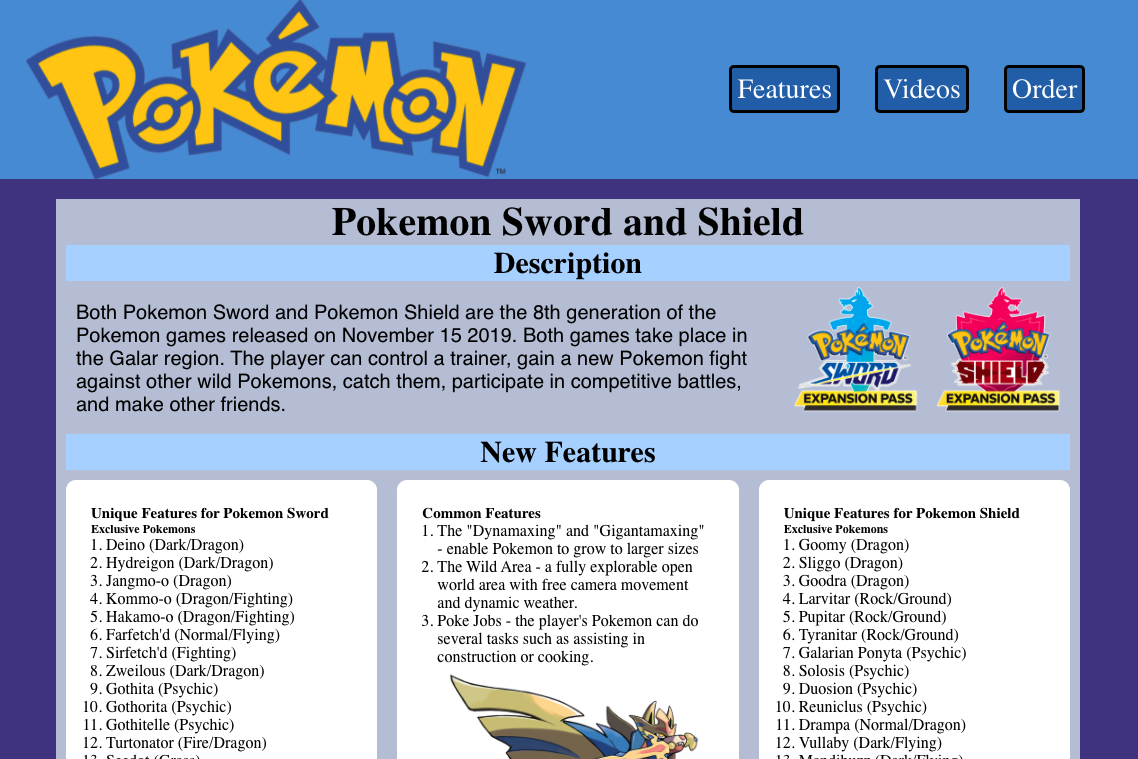 POKéMON
TM
Features
Videos
Order
Pokemon Sword and Shield
Description
Both Pokemon Sword and Pokemon Shield are the 8th generation of the
Pokemon games released on November 15 2019. Both games take place in
the Galar region. The player can control a trainer, gain a new Pokemon fight
against other wild Pokemons, catch them, participate in competitive battles,
and make other friends.
POKéMON
SWORD
EXPANSION PASS
POKéMON
SHIELD
EXPANSION PASS
New Features
Unique Features for Pokemon Sword
Exclusive Pokemons
1. Deino (Dark/Dragon)
2. Hydreigon (Dark/Dragon)
3. Jangmo-o (Dragon)
4. Kommo-o (Dragon/Fighting)
5. Hakamo-o (Dragon/Fighting)
6. Farfetch'd (Normal/Flying)
7. Sirfetch'd (Fighting)
8. Zweilous (Dark/Dragon)
9. Gothita (Psychic)
10. Gothorita (Psychic)
11. Gothitelle (Psychic)
12. Turtonator (Fire/Dragon)
Common Features
1. The "Dynamaxing" and "Gigantamaxing"
- enable Pokemon to grow to larger sizes
2. The Wild Area - a fully explorable open
world area with free camera movement
and dynamic weather.
3. Poke Jobs - the player's Pokemon can do
several tasks such as assisting in
construction or cooking.
Unique Features for Pokemon Shield
Exclusive Pokemons
1. Goomy (Dragon)
2. Sliggo (Dragon)
3. Goodra (Dragon)
4. Larvitar (Rock/Ground)
5. Pupitar (Rock/Ground)
6. Tyranitar (Rock/Ground)
7. Galarian Ponyta (Psychic)
8. Solosis (Psychic)
9. Duosion (Psychic)
10. Reuniclus (Psychic)
11. Drampa (Normal/Dragon)
12. Vullaby (Dark/Flying)